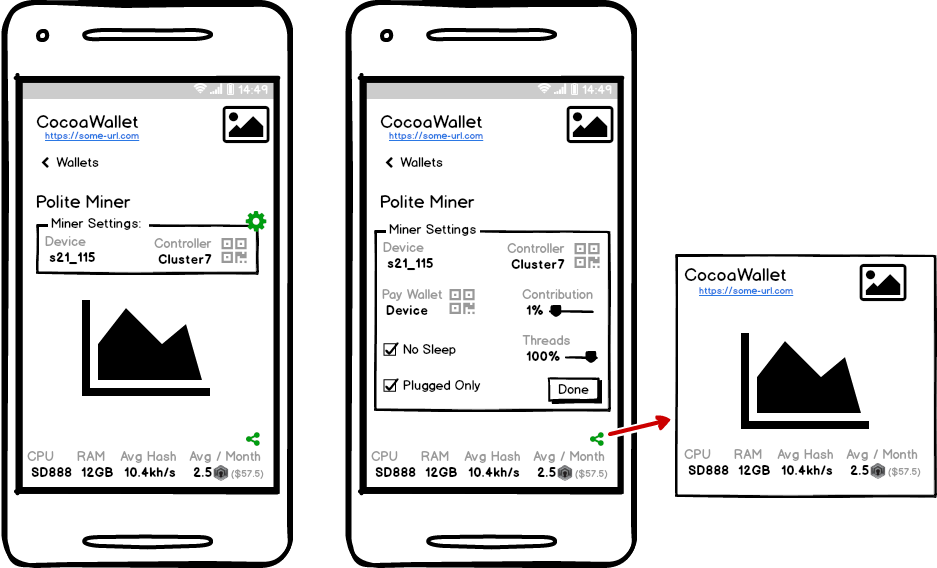 14:49
CocoaWallet
https://some-url.com
Wallets
Polite Miner
Miner Settings:
Device Controller
s21_115 Cluster7
CPU RAM Avg Hash Avg / Month
SD888 12GB 10.4kh/s 2.5 ($57.5)
14:49
CocoaWallet
https://some-url.com
Wallets
Polite Miner
Miner Settings
Device Controller
s21_115 Cluster7
Pay Wallet Contribution
Device 1%
No Sleep
Threads
100%
Plugged Only
Done
CPU RAM Avg Hash Avg / Month
SD888 12GB 10.4kh/s 2.5 ($57.5)
CocoaWallet
https://some-url.com
CPU RAM Avg Hash Avg / Month
SD888 12GB 10.4kh/s 2.5 ($57.5)